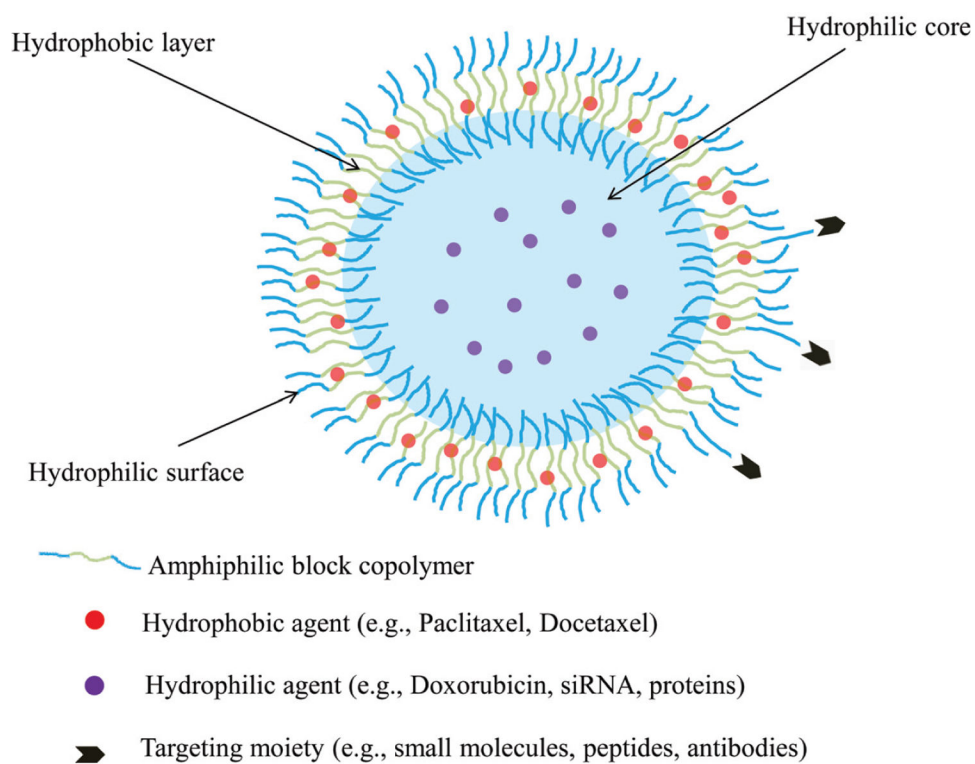 Hydrophobic layer
Hydrophilic core
Hydrophilic surface
Amphiphilic block copolymer
Hydrophobic agent (e.g., Paclitaxel, Docetaxel)
Hydrophilic agent (e.g., Doxorubicin, siRNA, proteins)
Targeting moiety (e.g., small molecules, peptides, antibodies)